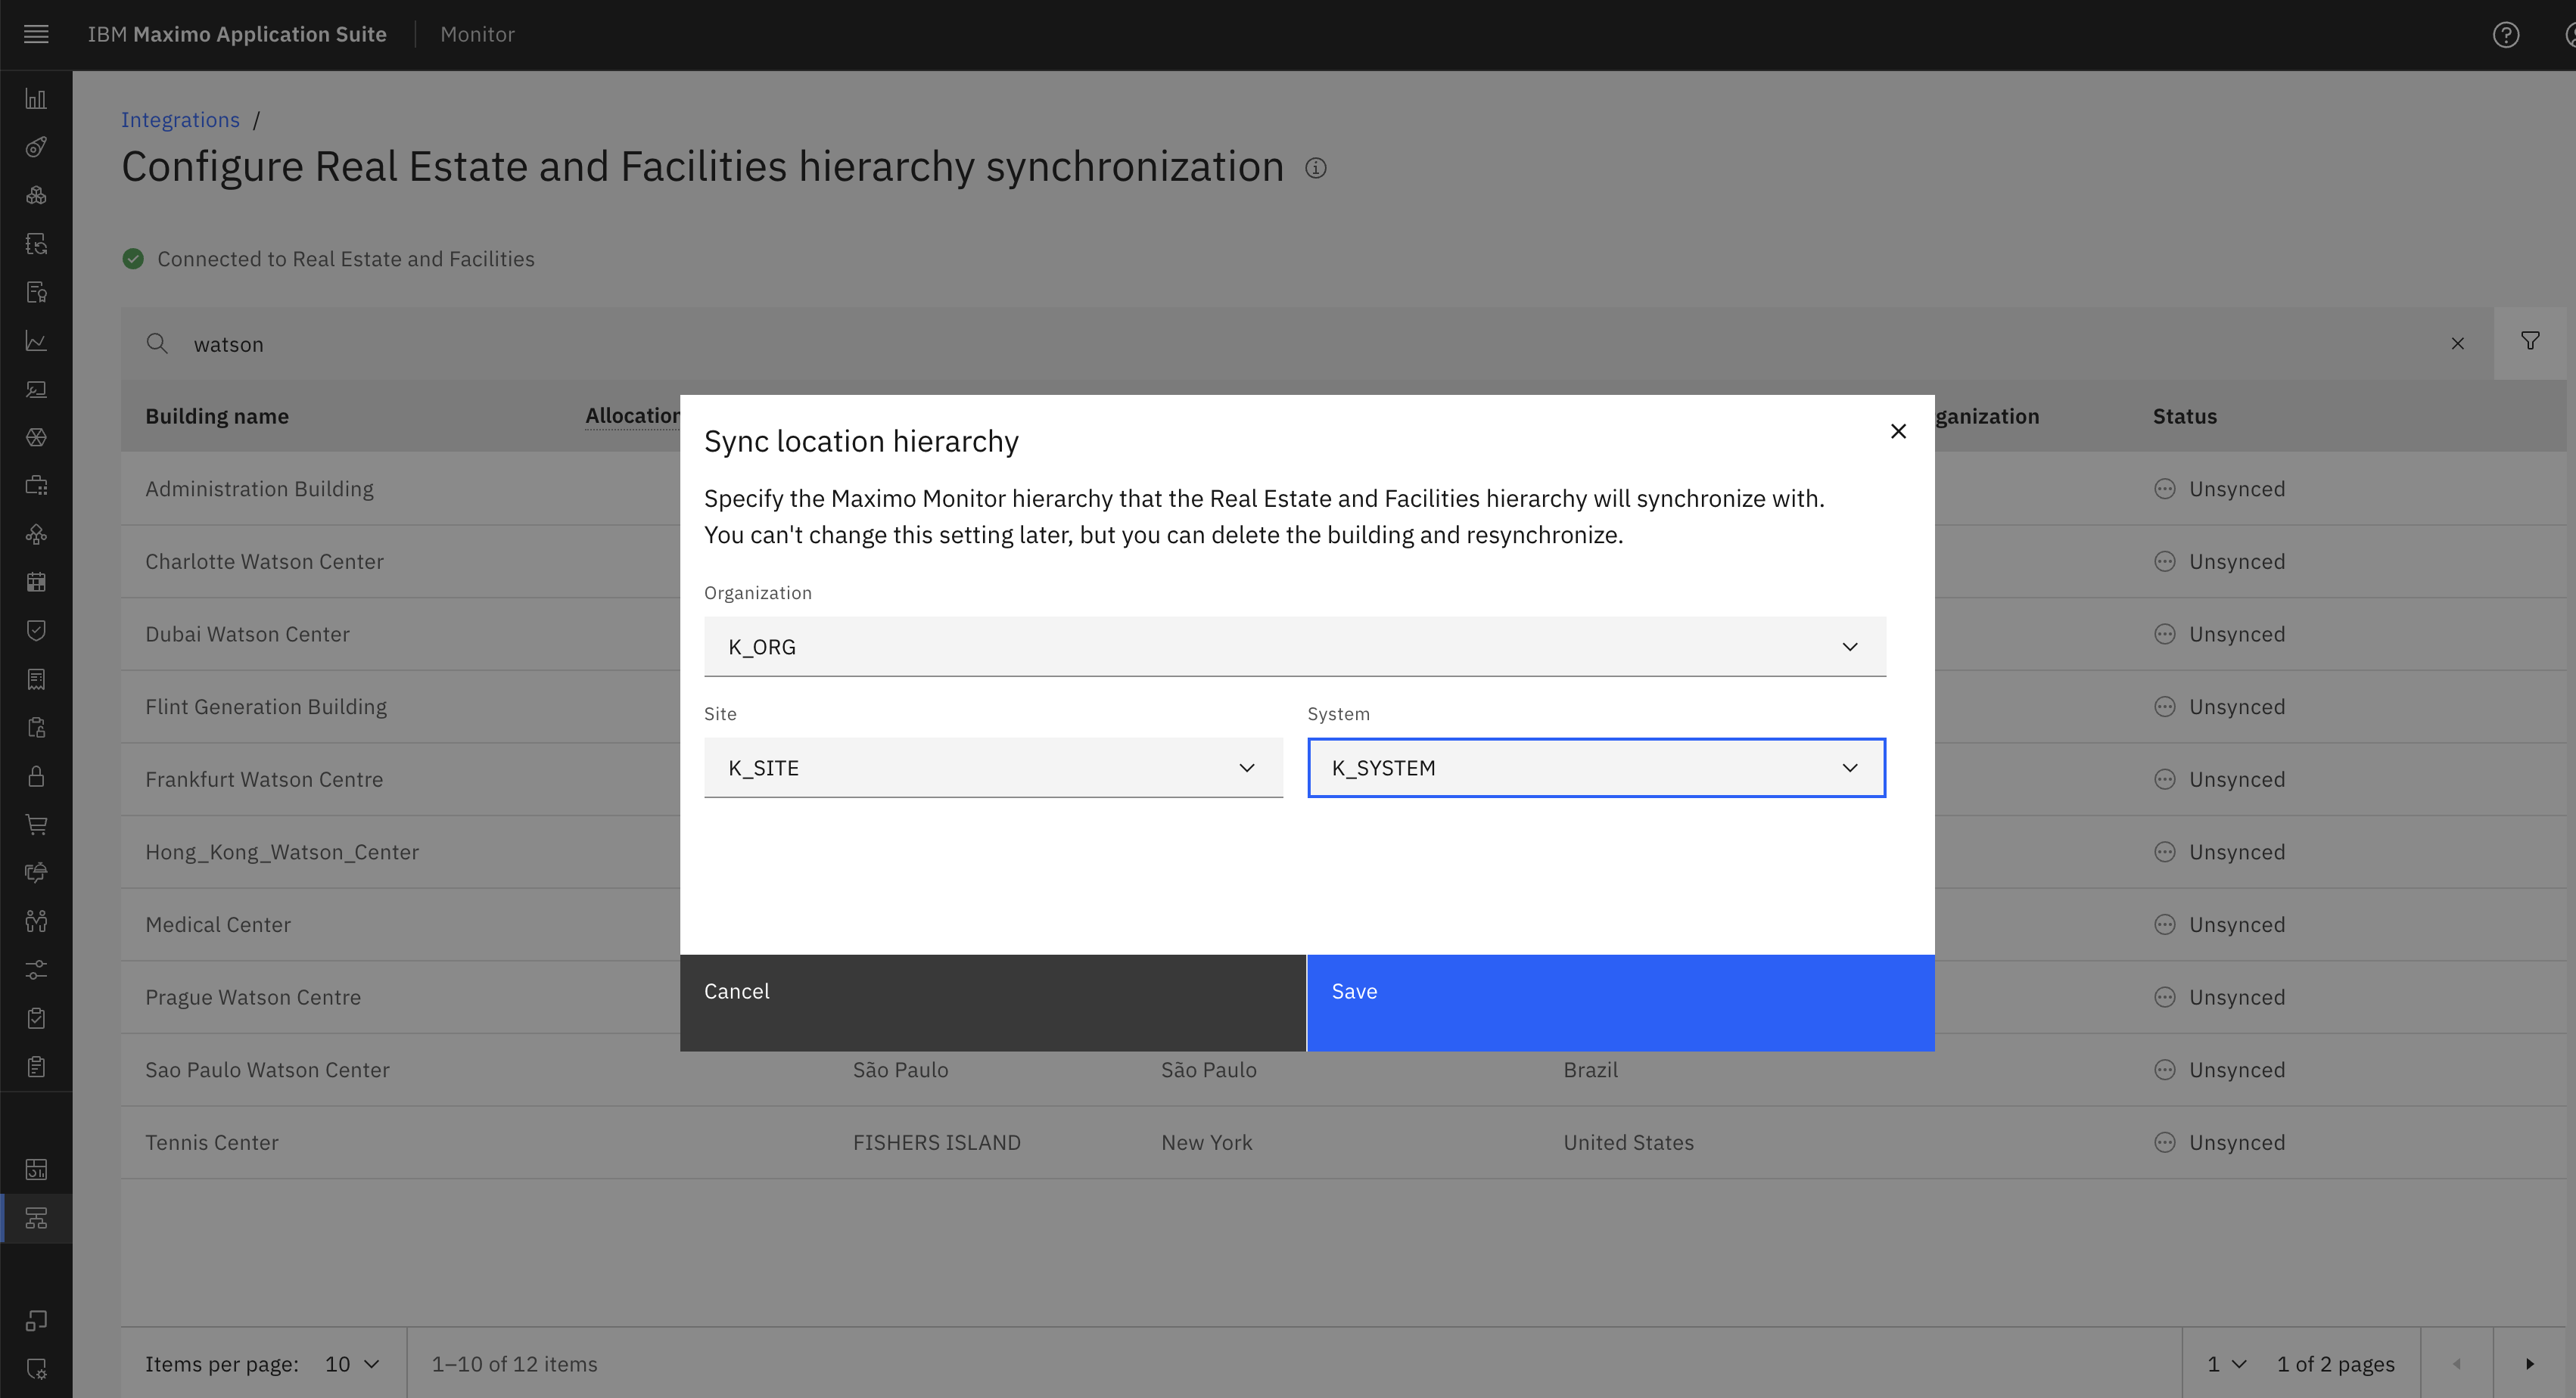 IBM Maximo Application Suite Monitor
Integrations /
Configure Real Estate and Facilities hierarchy synchronization
Connected to Real Estate and Facilities
watson
Building name Allocation ganization Status
Sync location hierarchy
Specify the Maximo Monitor hierarchy that the Real Estate and Facilities hierarchy will synchronize with.
You can't change this setting later, but you can delete the building and resynchronize.
Organization
K_ORG
Site System
K_SITE K_SYSTEM
Cancel Save
Administration Building Unsynced
Charlotte Watson Center Unsynced
Dubai Watson Center Unsynced
Flint Generation Building Unsynced
Frankfurt Watson Centre Unsynced
Hong_Kong_Watson_Center Unsynced
Medical Center Unsynced
Prague Watson Centre Unsynced
Sao Paulo Watson Center São Paulo São Paulo Brazil Unsynced
Tennis Center FISHERS ISLAND New York United States Unsynced
Items per page: 10 1–10 of 12 items 1 1 of 2 pages